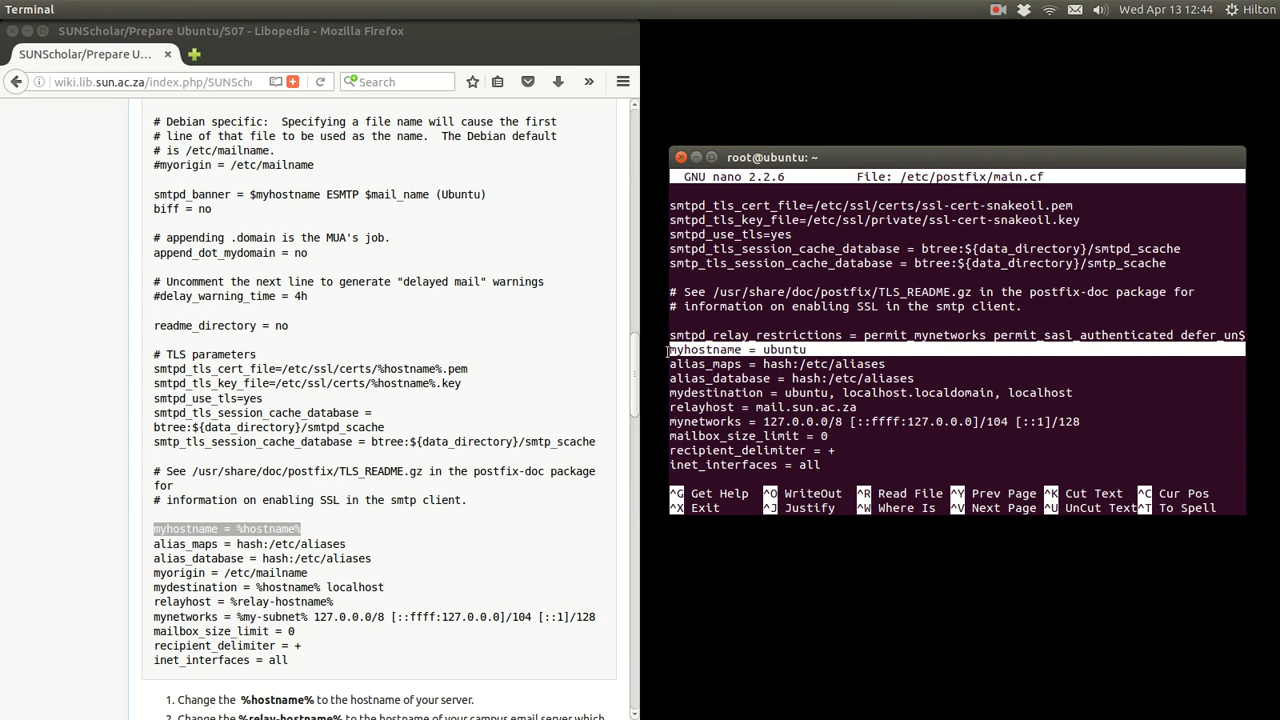 Terminal
Wed Apr 13 12:44
Hilton
SUNScholar/Prepare Ubuntu/S07 - Libopedia - Mozilla Firefox
SUNScholar/Prepare U...
wiki.lib.sun.ac.za/index.php/SUNSch
Search
# Debian specific:  Specifying a file name will cause the first
# line of that file to be used as the name.  The Debian default
# is /etc/mailname.
#myorigin = /etc/mailname
smtpd_banner = $myhostname ESMTP $mail_name (Ubuntu)
biff = no
# appending .domain is the MUA's job.
append_dot_mydomain = no
# Uncomment the next line to generate "delayed mail" warnings
#delay_warning_time = 4h
readme_directory = no
# TLS parameters
smtpd_tls_cert_file=/etc/ssl/certs/%hostname%.pem
smtpd_tls_key_file=/etc/ssl/certs/%hostname%.key
smtpd_use_tls=yes
smtpd_tls_session_cache_database =
btree:${data_directory}/smtpd_scache
smtp_tls_session_cache_database = btree:${data_directory}/smtp_scache
# See /usr/share/doc/postfix/TLS_README.gz in the postfix-doc package
for
# information on enabling SSL in the smtp client.
myhostname = %hostname%
alias_maps = hash:/etc/aliases
alias_database = hash:/etc/aliases
myorigin = /etc/mailname
mydestination = %hostname% localhost
relayhost = %relay-hostname%
mynetworks = %my-subnet% 127.0.0.0/8 [::ffff:127.0.0.0]/104 [::1]/128
mailbox_size_limit = 0
recipient_delimiter = +
inet_interfaces = all
1. Change the %hostname% to the hostname of your server.
2. Change the %relay-hostname% to the hostname of your campus email server which
root@ubuntu: ~
GNU nano 2.2.6 File: /etc/postfix/main.cf
smtpd_tls_cert_file=/etc/ssl/certs/ssl-cert-snakeoil.pem
smtpd_tls_key_file=/etc/ssl/private/ssl-cert-snakeoil.key
smtpd_use_tls=yes
smtpd_tls_session_cache_database = btree:${data_directory}/smtpd_scache
smtp_tls_session_cache_database = btree:${data_directory}/smtp_scache
# See /usr/share/doc/postfix/TLS_README.gz in the postfix-doc package for
# information on enabling SSL in the smtp client.
smtpd_relay_restrictions = permit_mynetworks permit_sasl_authenticated defer_un$
myhostname = ubuntu
alias_maps = hash:/etc/aliases
alias_database = hash:/etc/aliases
mydestination = ubuntu, localhost.localdomain, localhost
relayhost = mail.sun.ac.za
mynetworks = 127.0.0.0/8 [::ffff:127.0.0.0]/104 [::1]/128
mailbox_size_limit = 0
recipient_delimiter = +
inet_interfaces = all
^G Get Help ^O WriteOut ^R Read File ^Y Prev Page ^K Cut Text ^C Cur Pos
^X Exit ^J Justify ^W Where Is ^V Next Page ^U UnCut Text ^T To Spell